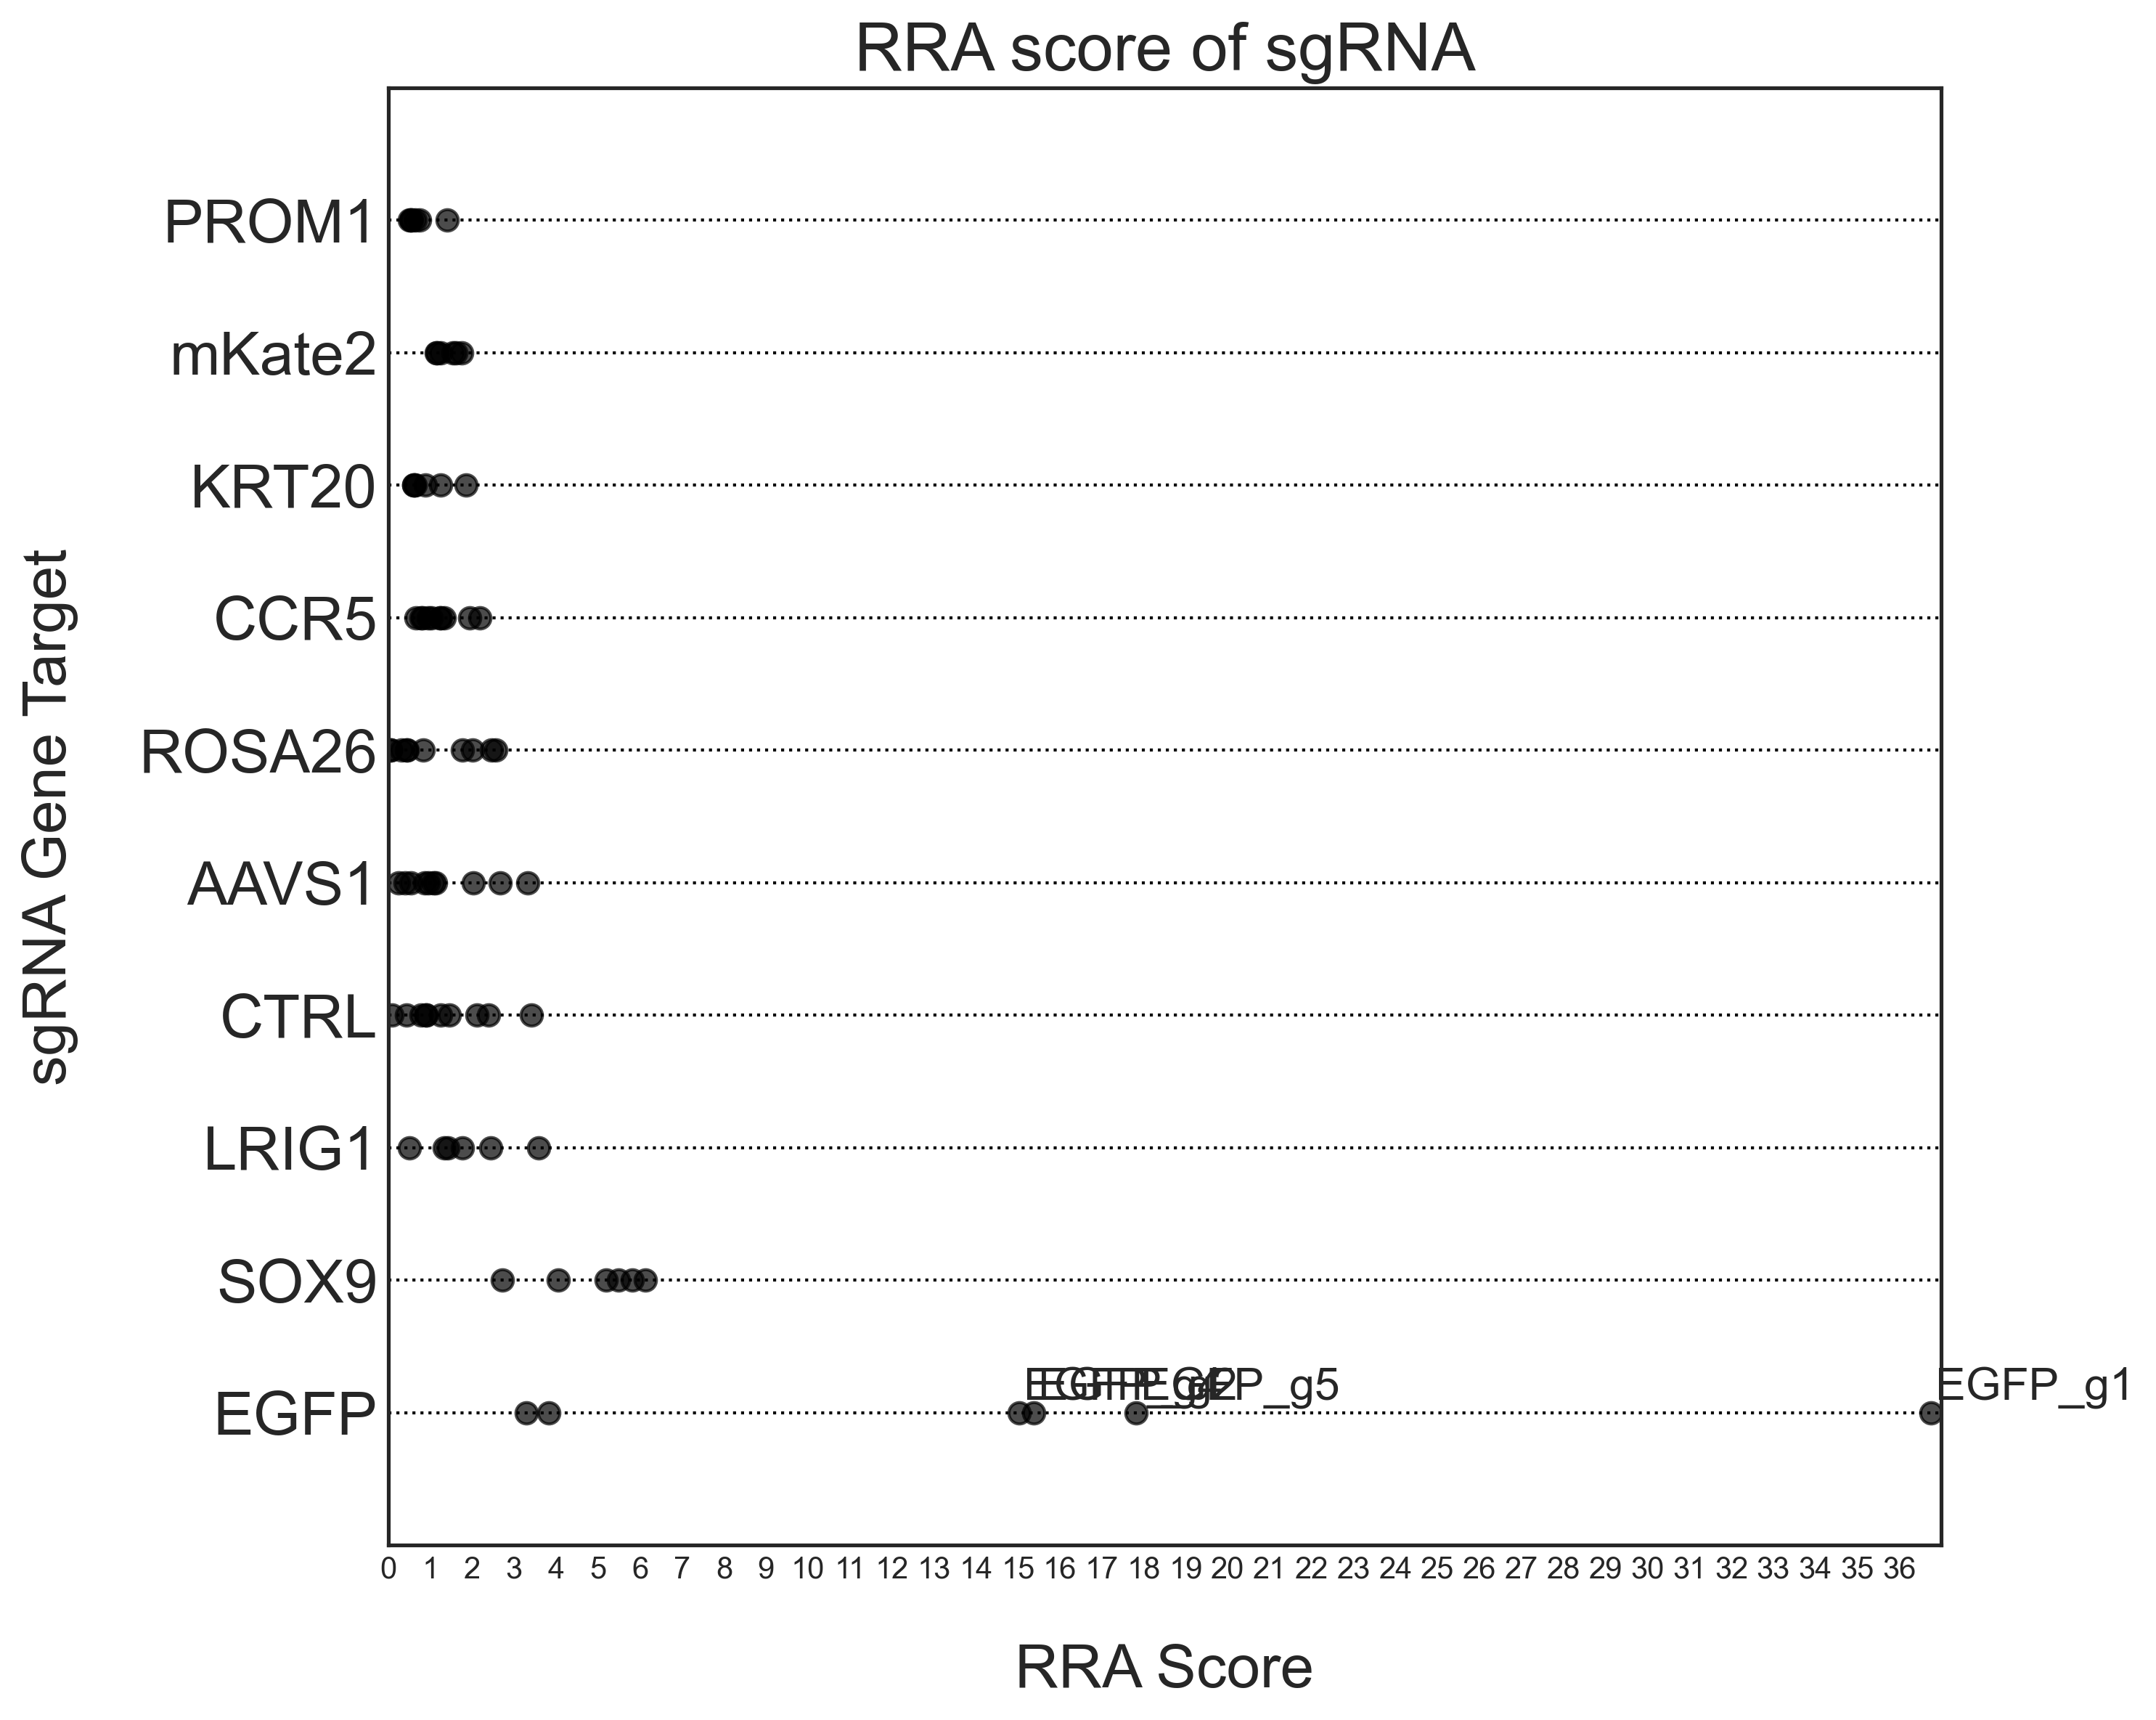 RRA score of sgRNA
sgRNA Gene Target
PROM1
mKate2
KRT20
CCR5
ROSA26
AAVS1
CTRL
LRIG1
SOX9
EGFP
EGFP_g5
EGFP_g1
0 1 2 3 4 5 6 7 8 9 10 11 12 13 14 15 16 17 18 19 20 21 22 23 24 25 26 27 28 29 30 31 32 33 34 35 36
RRA Score